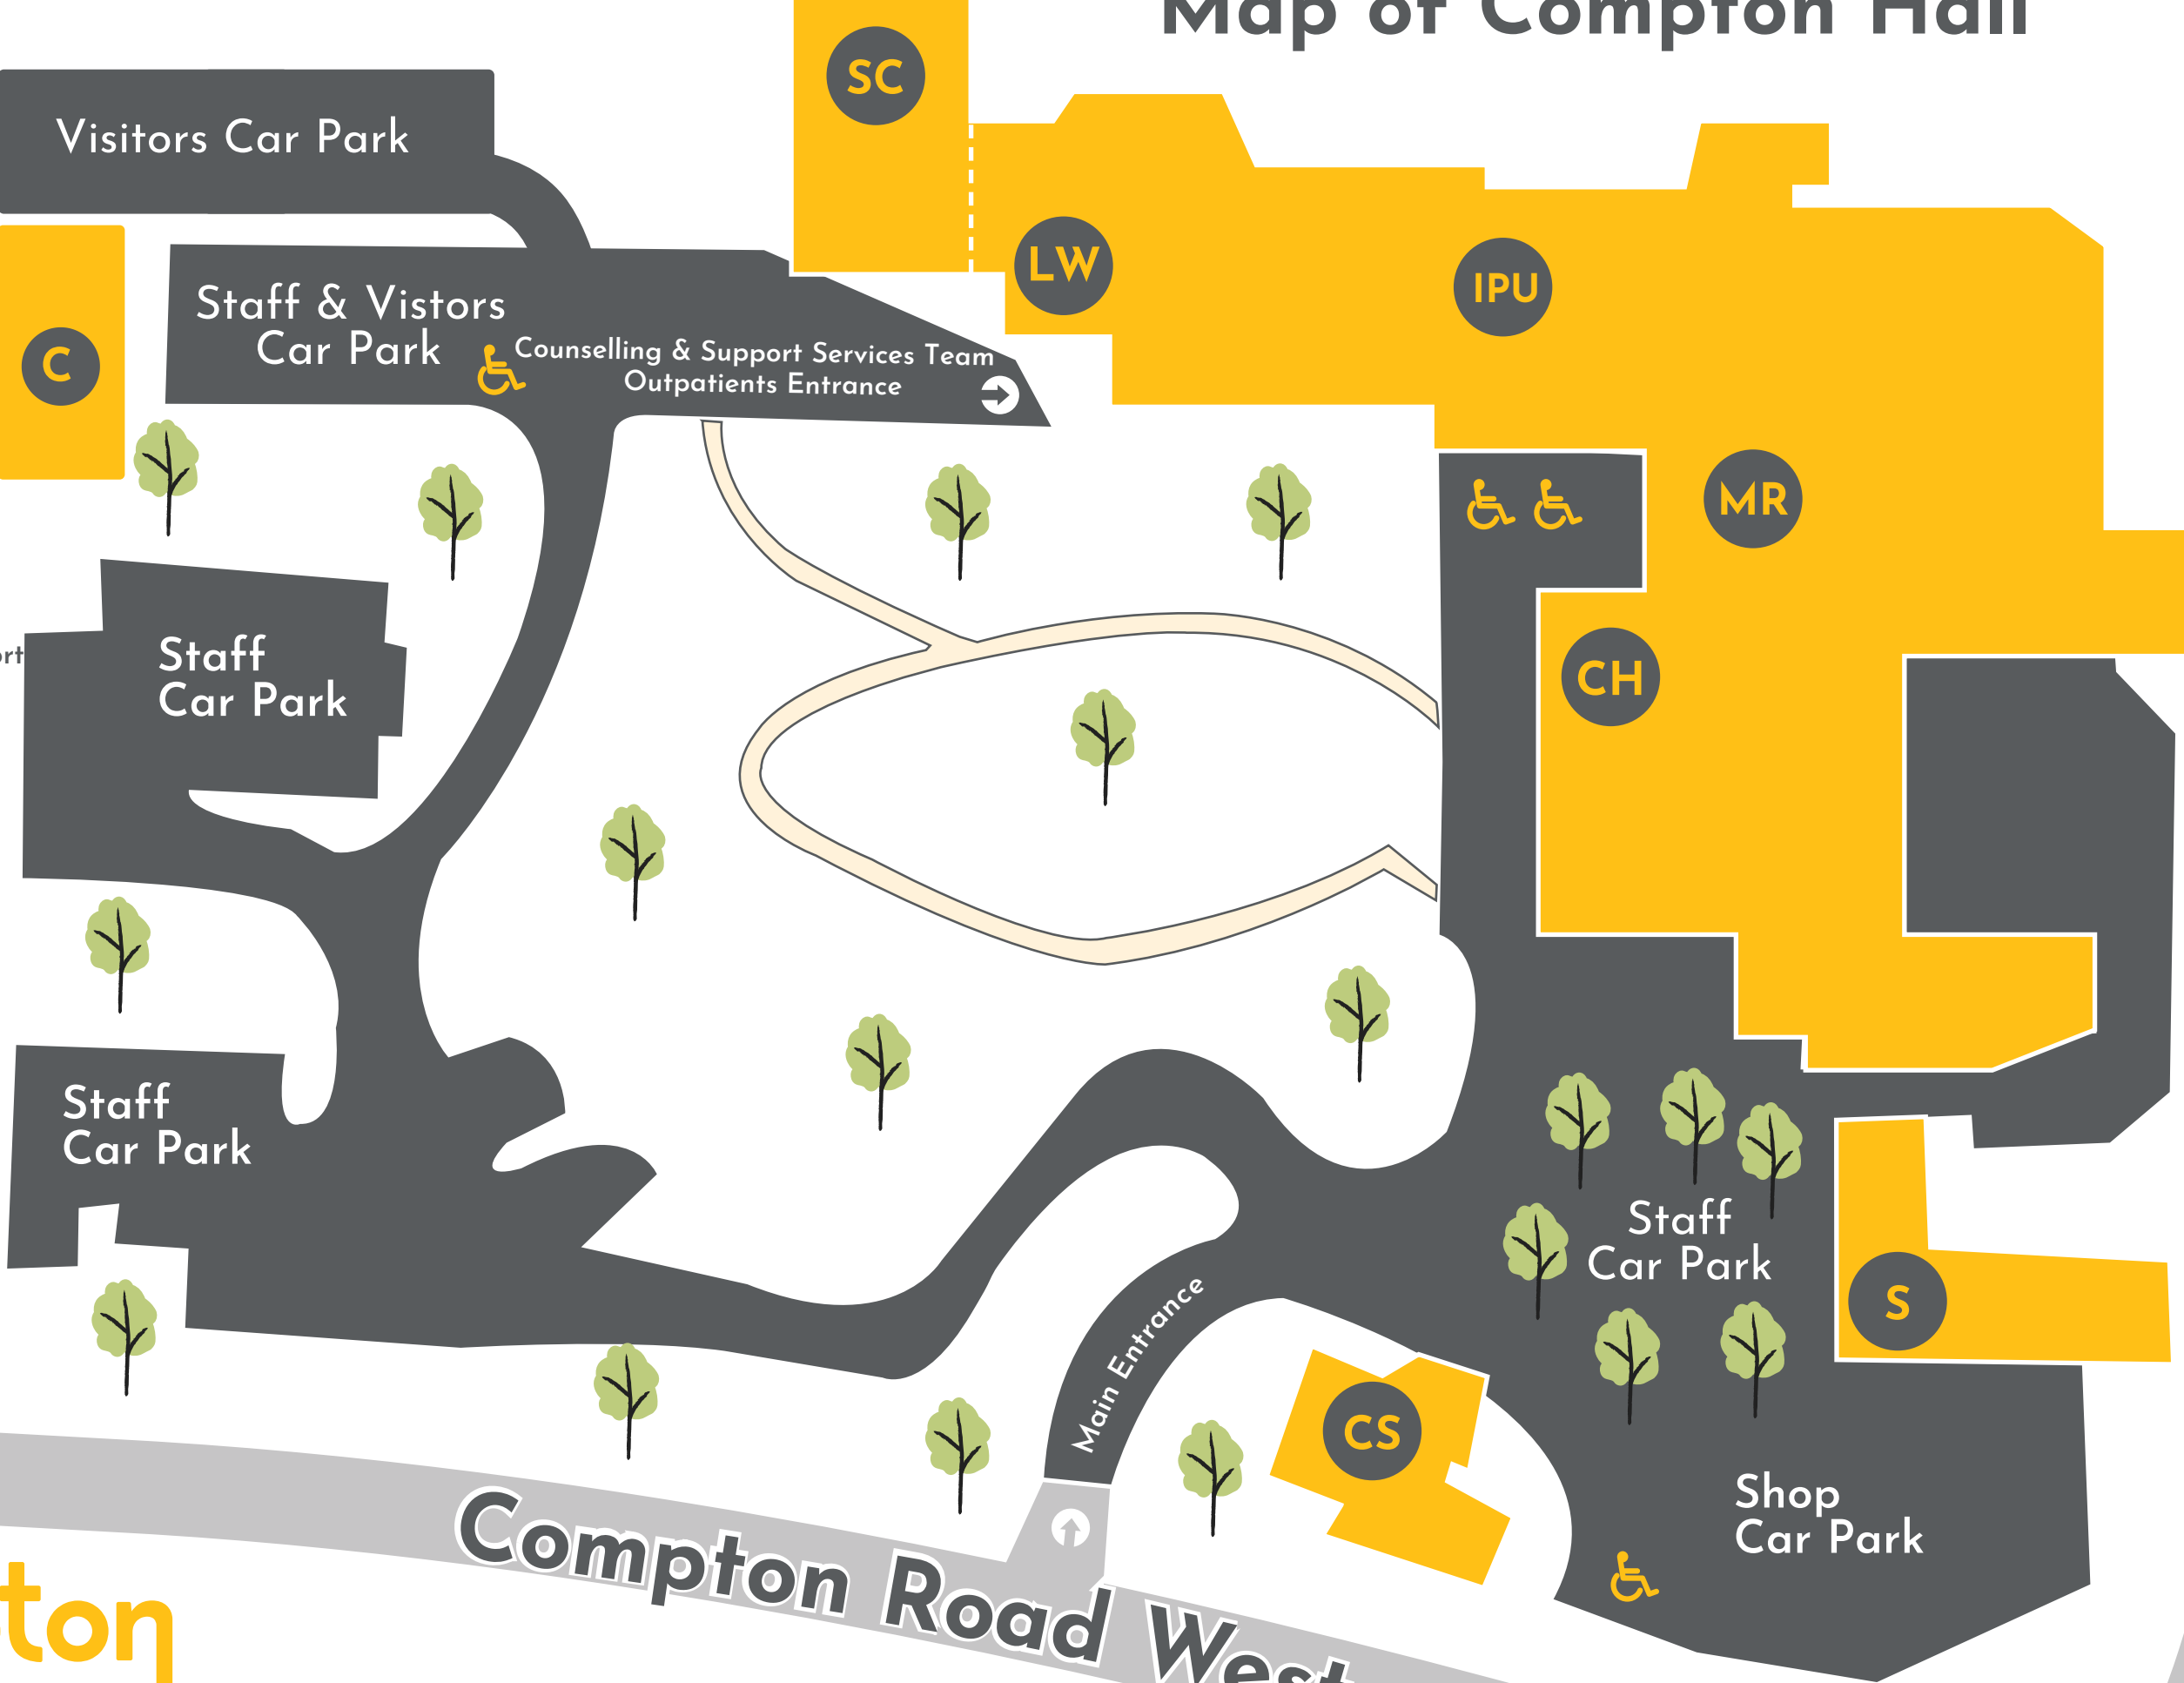 Map of Compton Hall
SC
Visitors Car Park
LW
IPU
Staff & Vistors
Car Park
C
Counselling & Support Services Team
Outpatients Entrance
MR
CH
Staff
Car Park
Staff
Car Park
Staff
Car Park
S
Main Entrance
CS
Shop
Car Park
Compton Road West
ton